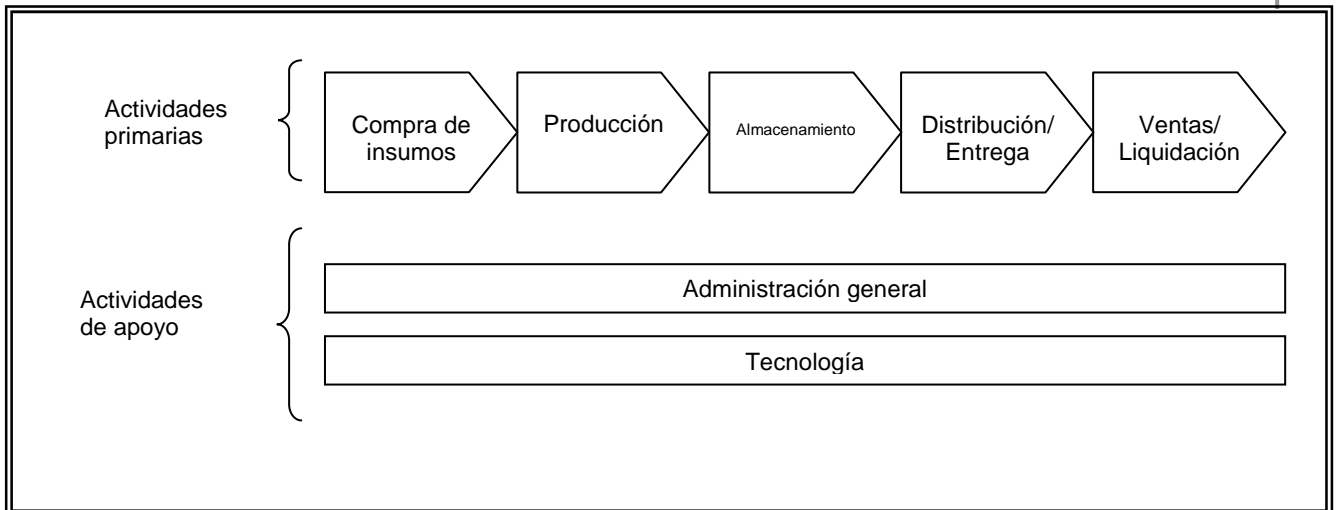 Actividades
primarias
Compra de
insumos
Producción
Almacenamiento
Distribución/
Entrega
Ventas/
Liquidación
Actividades
de apoyo
Administración general
Tecnología